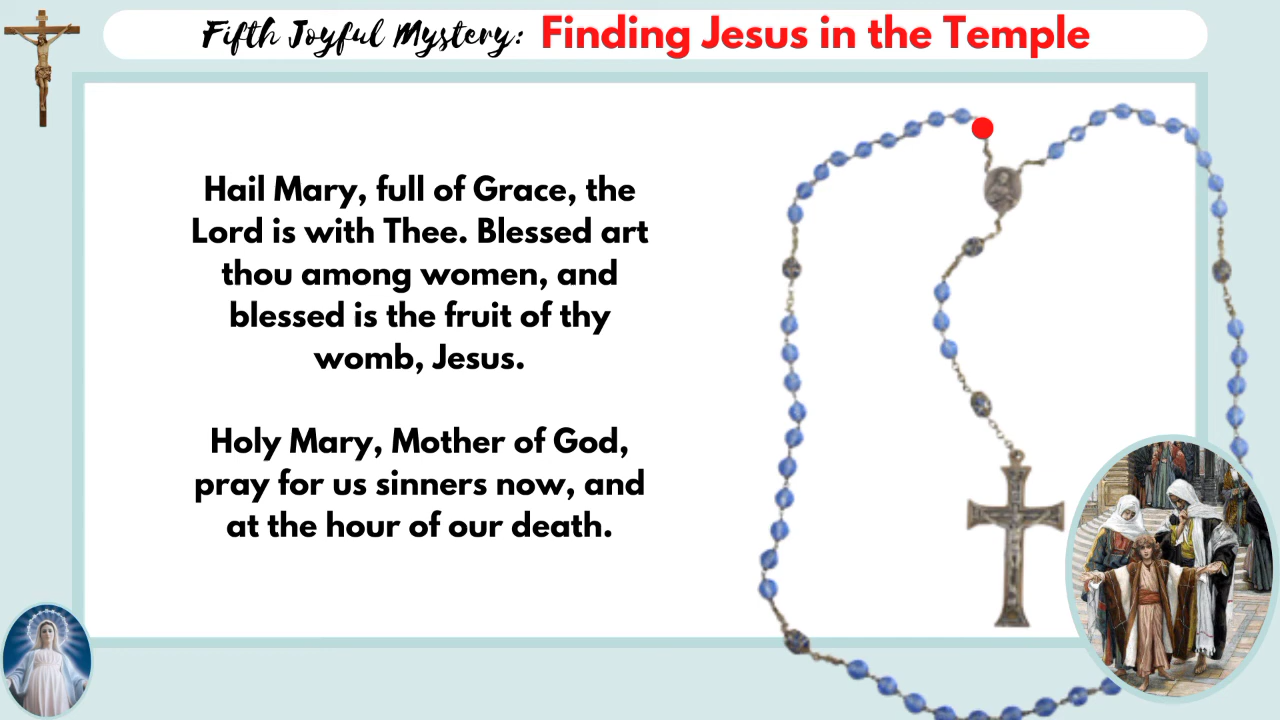 Fifth Joyful Mystery: Finding Jesus in the Temple
Hail Mary, full of Grace, the
Lord is with Thee. Blessed art
thou among women, and
blessed is the fruit of thy
womb, Jesus.
Holy Mary, Mother of God,
pray for us sinners now, and
at the hour of our death.